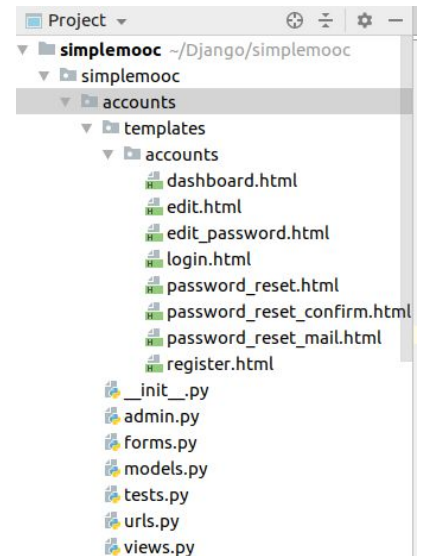 Project
simplemooc ~/Django/simplemooc
simplemooc
accounts
templates
accounts
dashboard.html
edit.html
edit_password.html
login.html
password_reset.html
password_reset_confirm.html
password_reset_mail.html
register.html
__init__.py
admin.py
forms.py
models.py
tests.py
urls.py
views.py